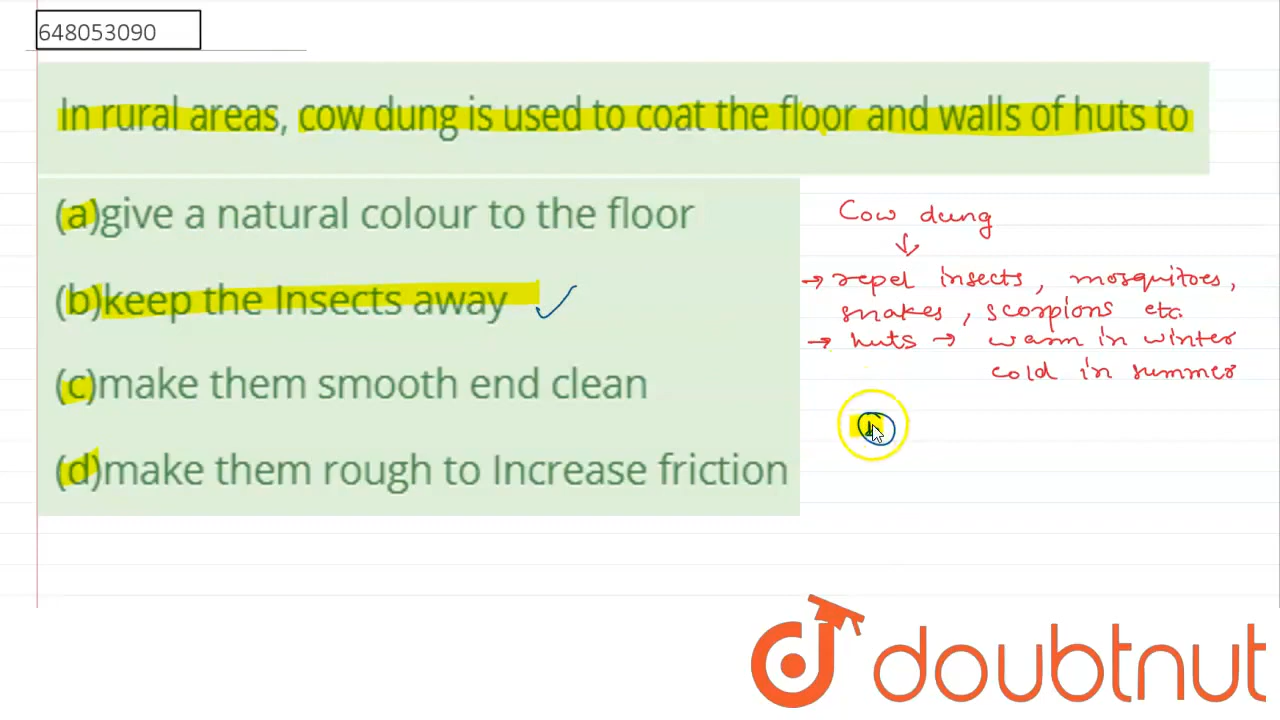 648053090
In rural areas, cow dung is used to coat the floor and walls of huts to
(a)give a natural colour to the floor
(b)keep the Insects away
(c)make them smooth end clean
(d)make them rough to Increase friction
Cow dung
→ repel insects, mosquitoes,
snakes, scorpions etc.
→ huts → warm in winter
cold in summer
doubtnut